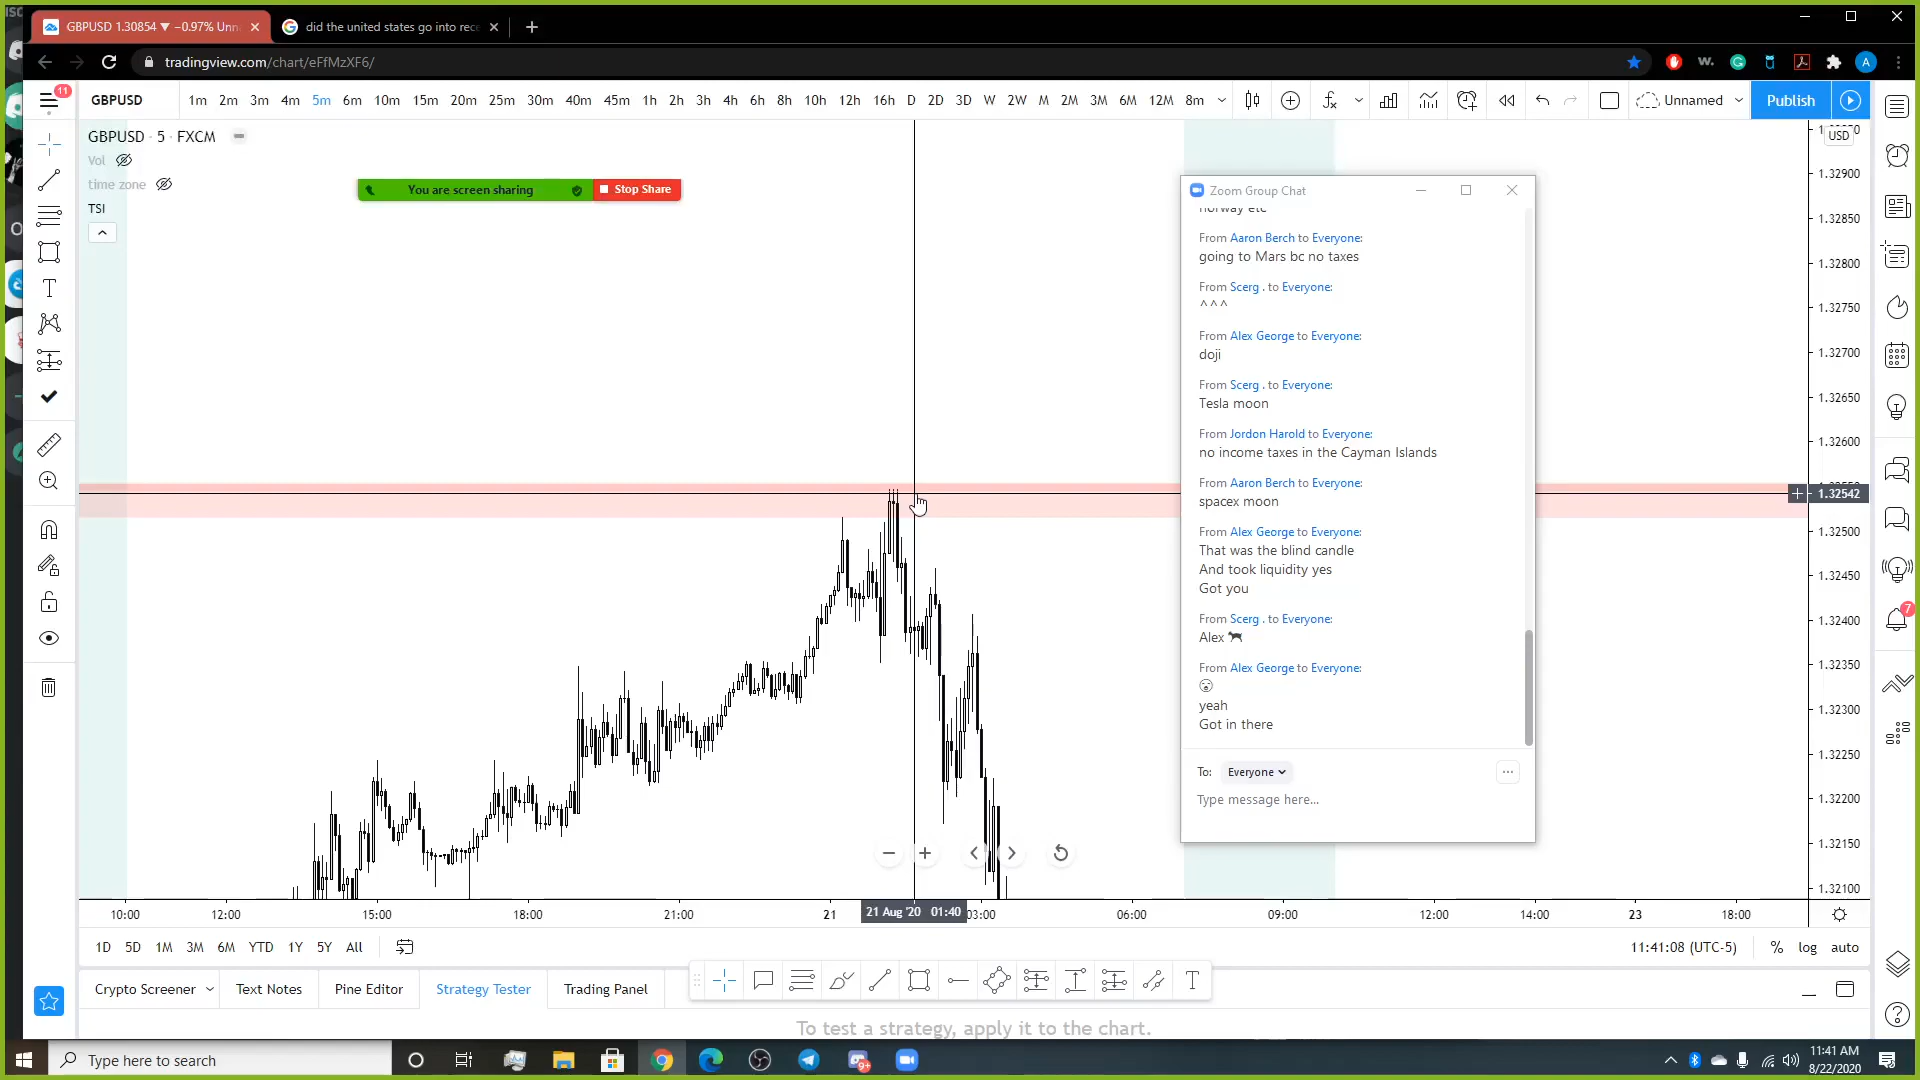 GBPUSD 1.30854 ▼ −0.97% Unn
did the united states go into rece
tradingview.com/chart/eFfMzXF6/
11
GBPUSD
1m 2m 3m 4m 5m 6m 10m 15m 20m 25m 30m 40m 45m 1h 2h 3h 4h 6h 8h 10h 12h 16h D 2D 3D W 2W M 2M 3M 6M 12M 8m
Unnamed
Publish
GBPUSD · 5 · FXCM
Vol
time zone
TSI
You are screen sharing
Stop Share
USD
1.32900
1.32850
1.32800
1.32750
1.32700
1.32650
1.32600
1.32542
1.32500
1.32450
1.32400
1.32350
1.32300
1.32250
1.32200
1.32150
1.32100
Zoom Group Chat
norway etc
From Aaron Berch to Everyone:
going to Mars bc no taxes
From Scerg . to Everyone:
^^^
From Alex George to Everyone:
doji
From Scerg . to Everyone:
Tesla moon
From Jordon Harold to Everyone:
no income taxes in the Cayman Islands
From Aaron Berch to Everyone:
spacex moon
From Alex George to Everyone:
That was the blind candle
And took liquidity yes
Got you
From Scerg . to Everyone:
Alex
From Alex George to Everyone:
yeah
Got in there
To: Everyone
Type message here...
7
10:00 12:00 15:00 18:00 21:00 21 21 Aug '20 01:40 03:00 06:00 09:00 12:00 14:00 23 18:00
1D 5D 1M 3M 6M YTD 1Y 5Y All
11:41:08 (UTC-5) % log auto
Crypto Screener Text Notes Pine Editor Strategy Tester Trading Panel
To test a strategy, apply it to the chart.
Type here to search
9+
11:41 AM
8/22/2020